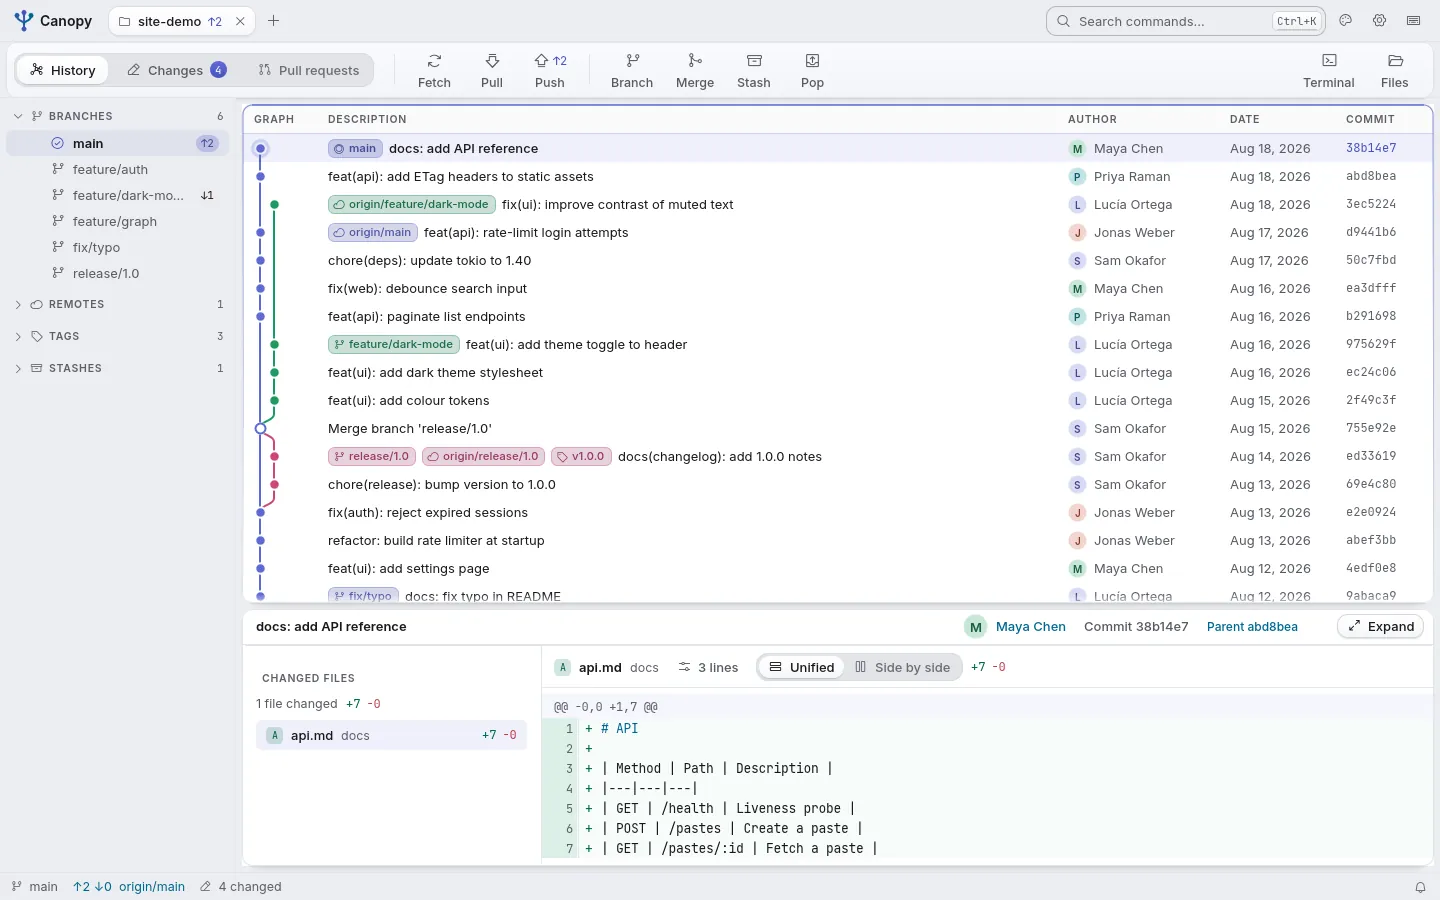 Canopy site-demo ↑2 Search commands... Ctrl+K
History Changes 4 Pull requests Fetch Pull Push ↑2 Branch Merge Stash Pop Terminal Files
BRANCHES 6
main ↑2
feature/auth
feature/dark-mo... ↓1
feature/graph
fix/typo
release/1.0
REMOTES 1
TAGS 3
STASHES 1
GRAPH DESCRIPTION AUTHOR DATE COMMIT
main docs: add API reference M Maya Chen Aug 18, 2026 38b14e7
feat(api): add ETag headers to static assets P Priya Raman Aug 18, 2026 abd8bea
origin/feature/dark-mode fix(ui): improve contrast of muted text L Lucía Ortega Aug 18, 2026 3ec5224
origin/main feat(api): rate-limit login attempts J Jonas Weber Aug 17, 2026 d9441b6
chore(deps): update tokio to 1.40 S Sam Okafor Aug 17, 2026 50c7fbd
fix(web): debounce search input M Maya Chen Aug 16, 2026 ea3dfff
feat(api): paginate list endpoints P Priya Raman Aug 16, 2026 b291698
feature/dark-mode feat(ui): add theme toggle to header L Lucía Ortega Aug 16, 2026 975629f
feat(ui): add dark theme stylesheet L Lucía Ortega Aug 16, 2026 ec24c06
feat(ui): add colour tokens L Lucía Ortega Aug 15, 2026 2f49c3f
Merge branch 'release/1.0' S Sam Okafor Aug 15, 2026 755e92e
release/1.0 origin/release/1.0 v1.0.0 docs(changelog): add 1.0.0 notes S Sam Okafor Aug 14, 2026 ed33619
chore(release): bump version to 1.0.0 S Sam Okafor Aug 13, 2026 69e4c80
fix(auth): reject expired sessions J Jonas Weber Aug 13, 2026 e2e0924
refactor: build rate limiter at startup J Jonas Weber Aug 13, 2026 abef3bb
feat(ui): add settings page M Maya Chen Aug 12, 2026 4edf0e8
fix/typo docs: fix typo in README L Lucía Ortega Aug 12, 2026 9abaca9
docs: add API reference M Maya Chen Commit 38b14e7 Parent abd8bea Expand
CHANGED FILES
1 file changed +7 -0
A api.md docs +7 -0
A api.md docs 3 lines Unified Side by side +7 -0
@@ -0,0 +1,7 @@
1 + # API
2 +
3 + | Method | Path | Description |
4 + |---|---|---|
5 + | GET | /health | Liveness probe |
6 + | POST | /pastes | Create a paste |
7 + | GET | /pastes/:id | Fetch a paste |
main ↑2 ↓0 origin/main 4 changed